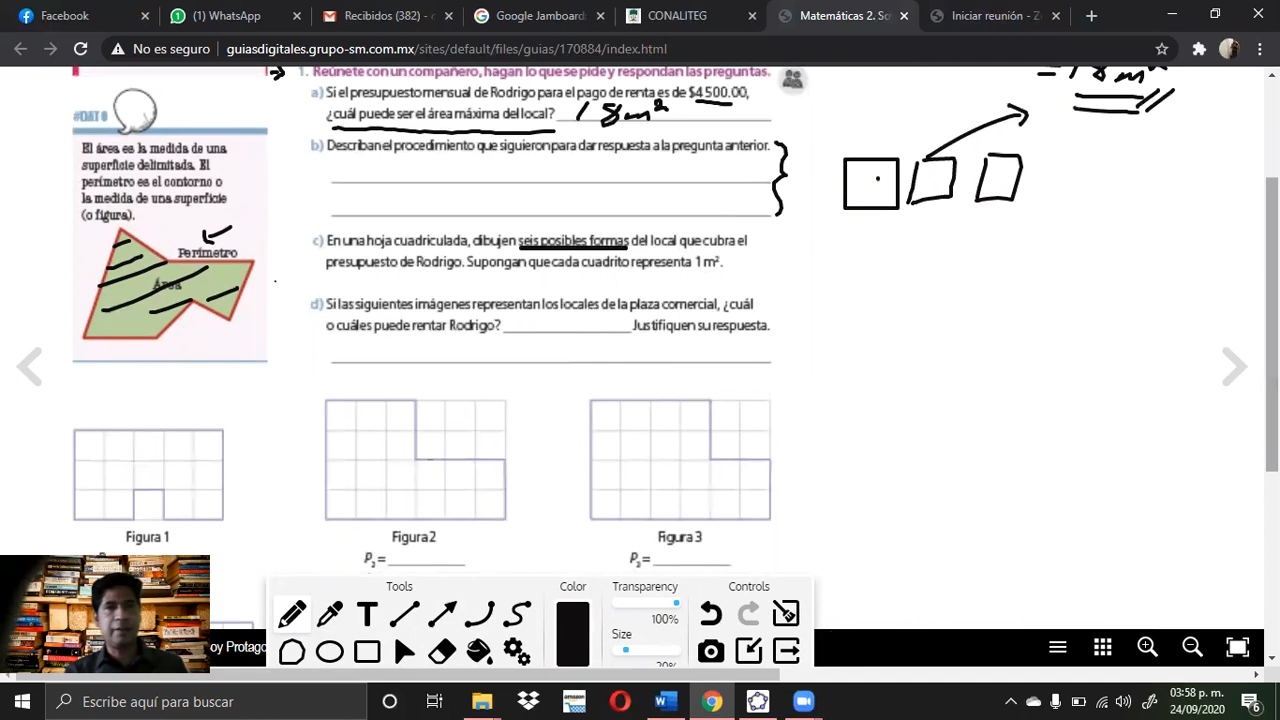 Facebook
(1) WhatsApp
Recibidos (382) - c
Google Jamboard
CONALITEG
Matemáticas 2. So
Iniciar reunión - Z
No es seguro
guiasdigitales.grupo-sm.com.mx/sites/default/files/guias/170884/index.html
1. Reúnete con un compañero, hagan lo que se pide y respondan las preguntas.
a) Si el presupuesto mensual de Rodrigo para el pago de renta es de $4 500.00,
¿cuál puede ser el área máxima del local? 18m²
= 18m²
b) Describan el procedimiento que siguieron para dar respuesta a la pregunta anterior.
c) En una hoja cuadriculada, dibujen seis posibles formas del local que cubra el
presupuesto de Rodrigo. Supongan que cada cuadrito representa 1 m².
d) Si las siguientes imágenes representan los locales de la plaza comercial, ¿cuál
o cuáles puede rentar Rodrigo? Justifiquen su respuesta.
El área es la medida de una
superficie delimitada. El
perímetro es el contorno o
la medida de una superficie
(o figura).
Perímetro
Área
Figura 1
Figura 2
Figura 3
P₂ =
P₃ =
oy Protago
Tools
Color
Transparency
Controls
100%
Size
20%
Escribe aquí para buscar
03:58 p. m.
24/09/2020
6